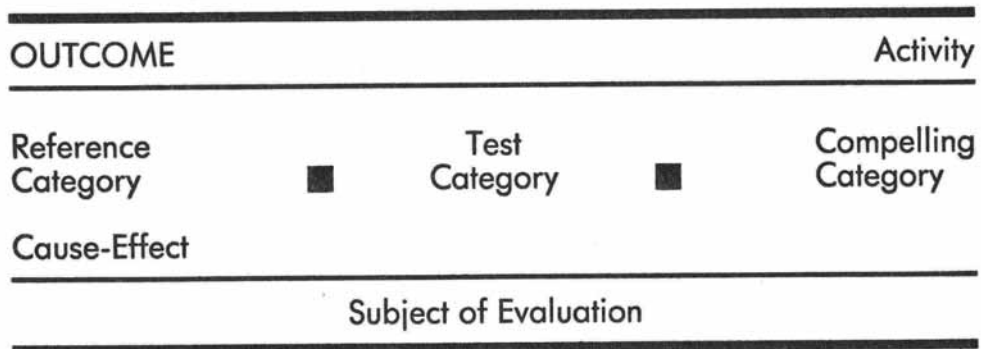 OUTCOME Activity
Reference Test Compelling
Category ■ Category ■ Category
Cause-Effect
Subject of Evaluation